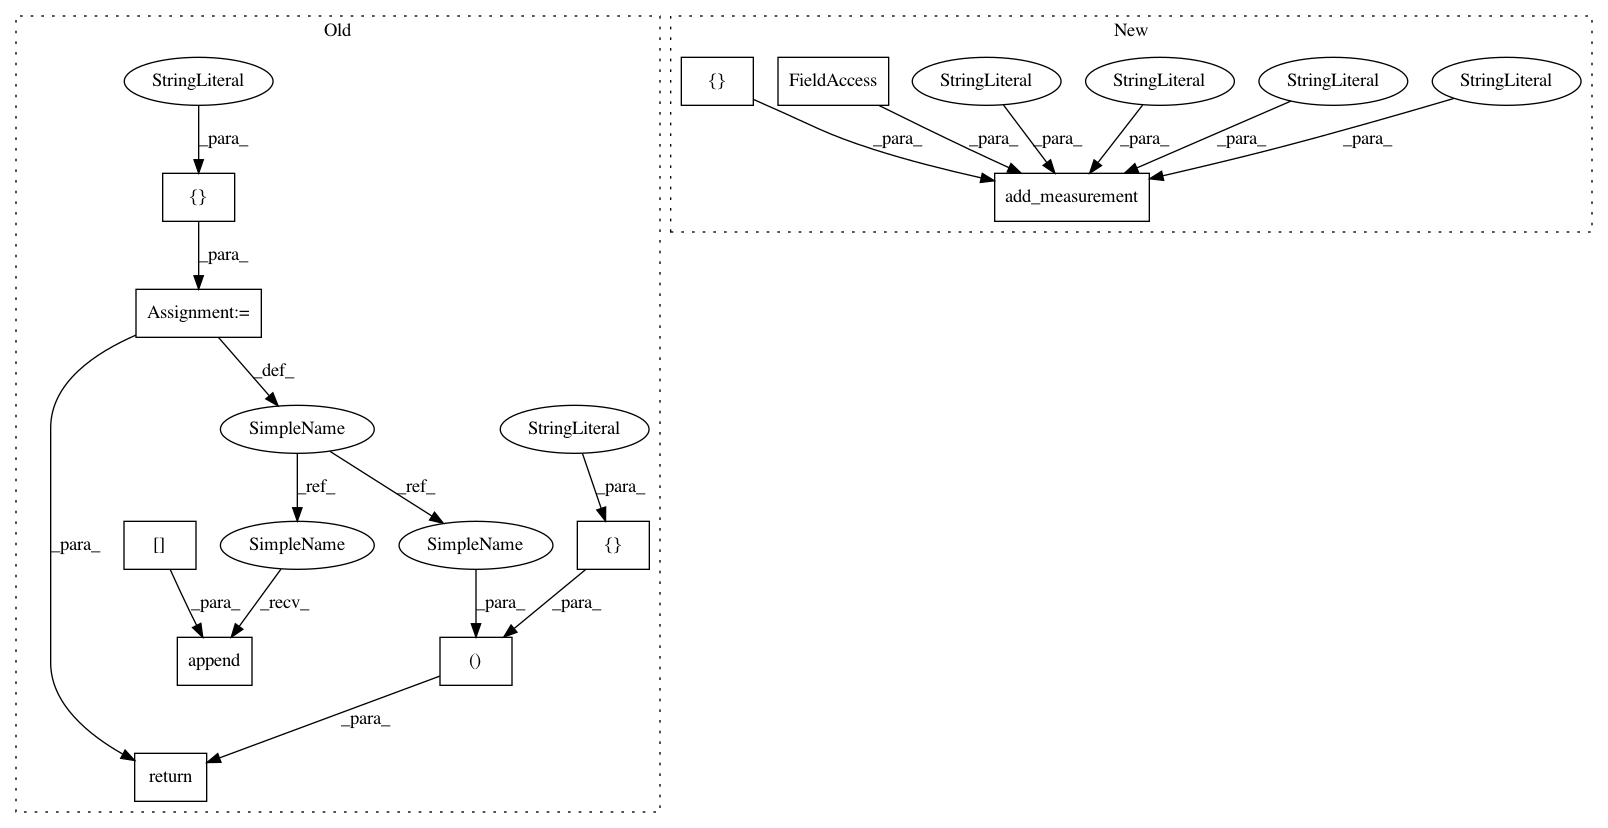 Old
New
StringLiteral
{}
FieldAccess
StringLiteral
StringLiteral
StringLiteral
StringLiteral
_para_
_para_
_para_
_para_
_para_
_para_
_para_
{}
add_measurement
_para_
Assignment:=
_def_
SimpleName
StringLiteral
_ref_
_ref_
_para_
_para_
[]
SimpleName
SimpleName
{}
_para_
_recv_
_para_
_para_
append
()
_para_
return